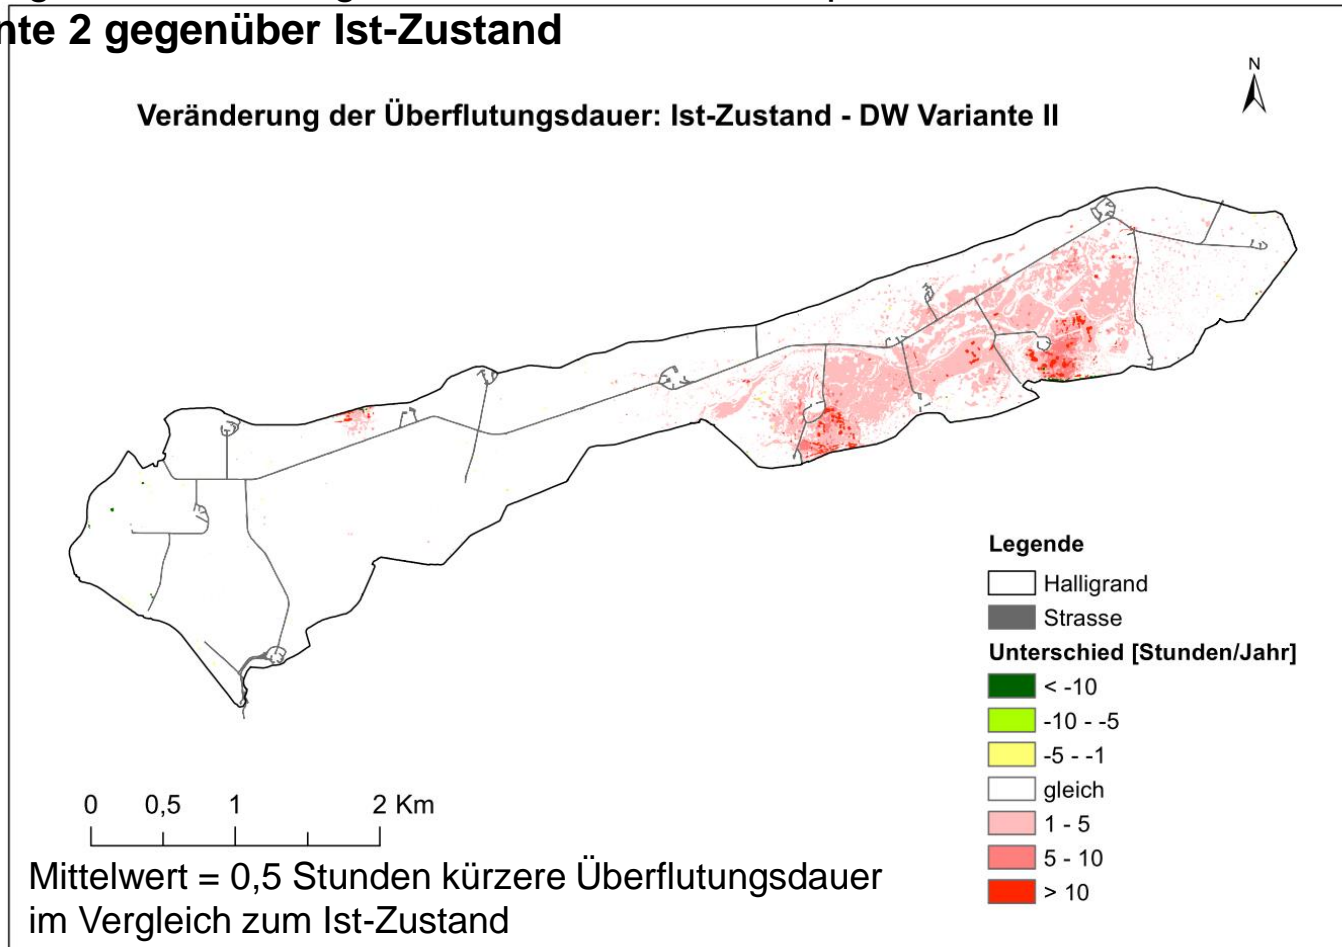 nte 2 gegenüber Ist-Zustand
N
Veränderung der Überflutungsdauer: Ist-Zustand - DW Variante II
Legende
Halligrand
Strasse
Unterschied [Stunden/Jahr]
< -10
-10 - -5
-5 - -1
gleich
1 - 5
5 - 10
> 10
0 0,5 1 2 Km
Mittelwert = 0,5 Stunden kürzere Überflutungsdauer
im Vergleich zum Ist-Zustand